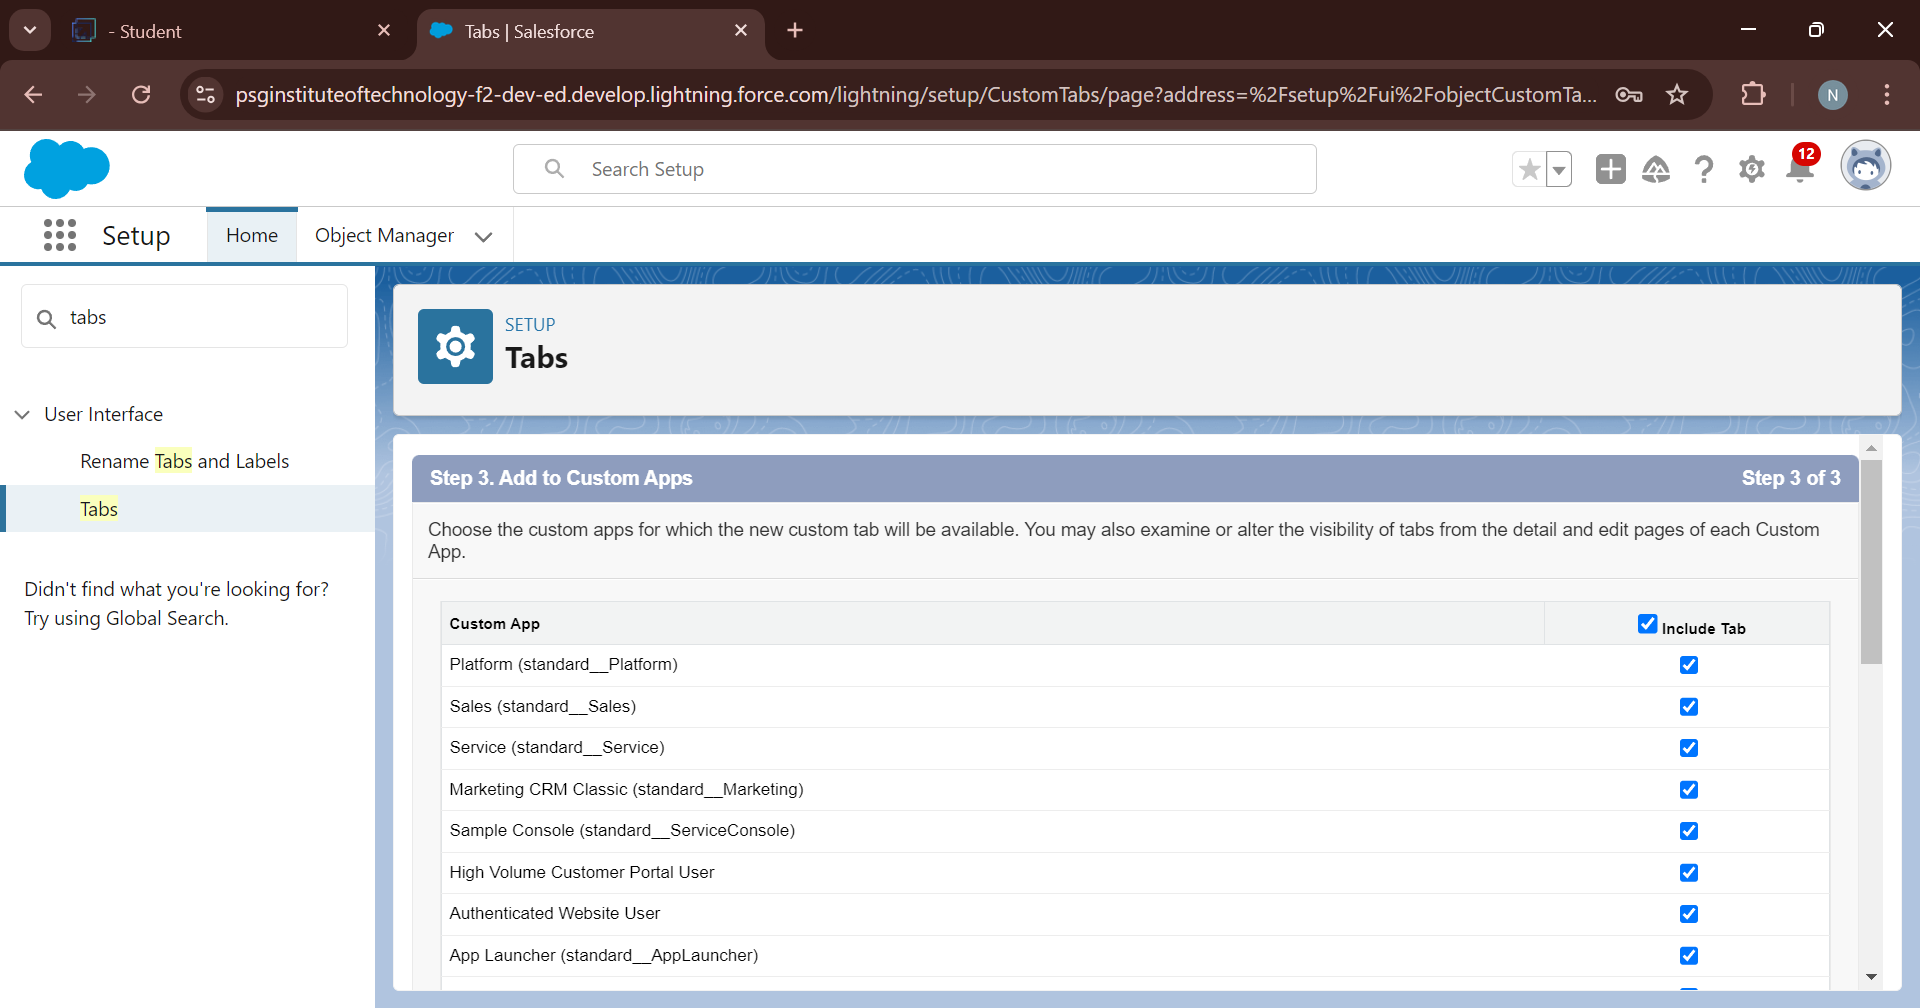 - Student
Tabs | Salesforce
psginstituteoftechnology-f2-dev-ed.develop.lightning.force.com/lightning/setup/CustomTabs/page?address=%2Fsetup%2Fui%2FobjectCustomTa...
N
Search Setup
12
Setup
Home
Object Manager
tabs
User Interface
Rename Tabs and Labels
Tabs
Didn't find what you're looking for?
Try using Global Search.
SETUP
Tabs
Step 3. Add to Custom Apps
Step 3 of 3
Choose the custom apps for which the new custom tab will be available. You may also examine or alter the visibility of tabs from the detail and edit pages of each Custom
App.
Custom App
Include Tab
Platform (standard__Platform)
Sales (standard__Sales)
Service (standard__Service)
Marketing CRM Classic (standard__Marketing)
Sample Console (standard__ServiceConsole)
High Volume Customer Portal User
Authenticated Website User
App Launcher (standard__AppLauncher)